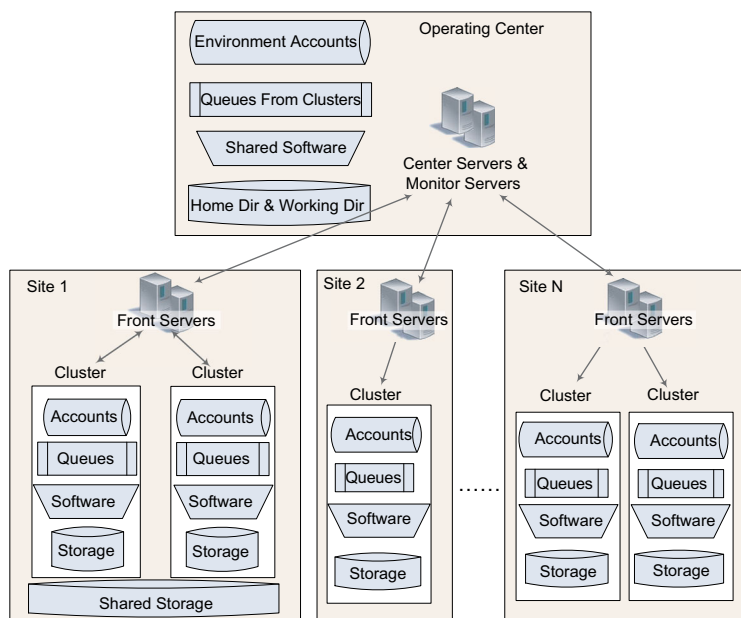 Operating Center
Environment Accounts
Queues From Clusters
Shared Software
Home Dir & Working Dir
Center Servers &
Monitor Servers
Site 1
Front Servers
Cluster
Cluster
Accounts
Queues
Software
Storage
Accounts
Queues
Software
Storage
Shared Storage
Site 2
Front Servers
Cluster
Accounts
Queues
Software
Storage
......
Site N
Front Servers
Cluster
Cluster
Accounts
Queues
Software
Storage
Accounts
Queues
Software
Storage